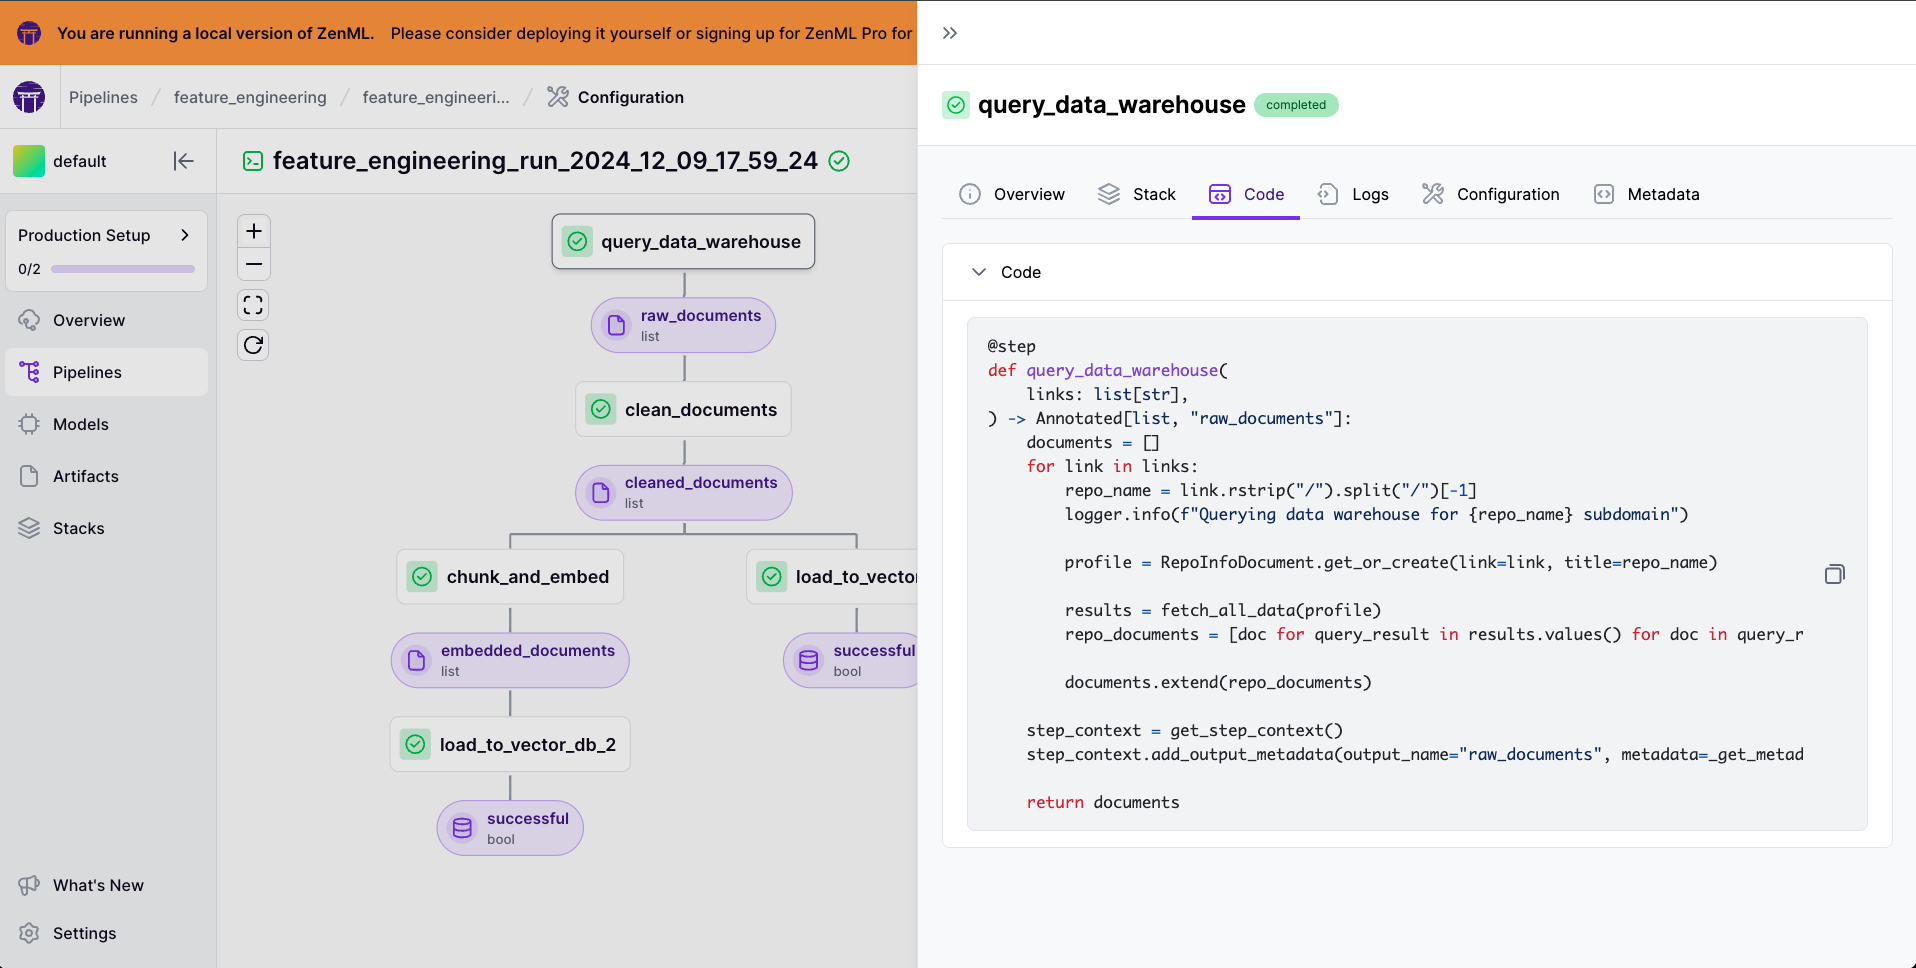 You are running a local version of ZenML. Please consider deploying it yourself or signing up for ZenML Pro for
Pipelines / feature_engineering / feature_engineeri... / Configuration
default
feature_engineering_run_2024_12_09_17_59_24
Production Setup
0/2
Overview
Pipelines
Models
Artifacts
Stacks
What's New
Settings
query_data_warehouse
raw_documents
list
clean_documents
cleaned_documents
list
chunk_and_embed
load_to_vector
embedded_documents
list
successful
bool
load_to_vector_db_2
successful
bool
query_data_warehouse completed
Overview Stack Code Logs Configuration Metadata
Code
@step
def query_data_warehouse(
    links: list[str],
) -> Annotated[list, "raw_documents"]:
    documents = []
    for link in links:
        repo_name = link.rstrip("/").split("/")[-1]
        logger.info(f"Querying data warehouse for {repo_name} subdomain")
        profile = RepoInfoDocument.get_or_create(link=link, title=repo_name)
        results = fetch_all_data(profile)
        repo_documents = [doc for query_result in results.values() for doc in query_r
        documents.extend(repo_documents)
    step_context = get_step_context()
    step_context.add_output_metadata(output_name="raw_documents", metadata=_get_metad
    return documents